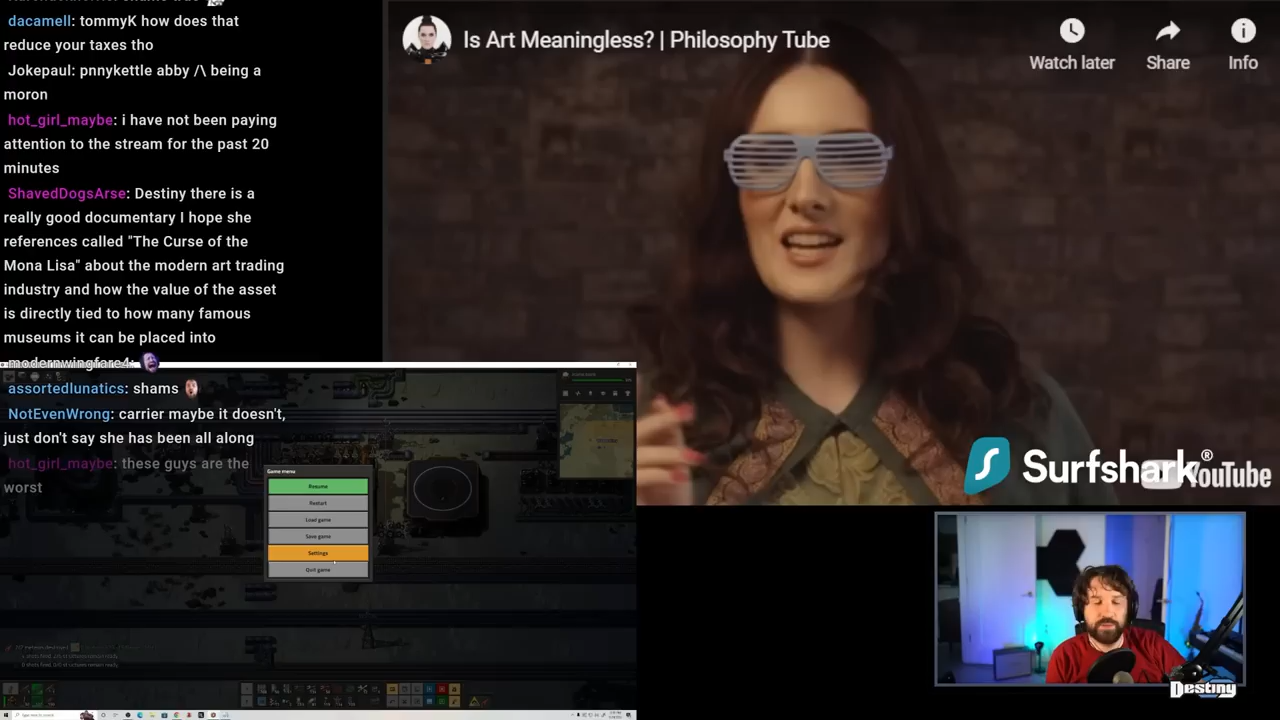 dacamell: tommyK how does that
reduce your taxes tho
Jokepaul: pnnykettle abby /\ being a
moron
hot_girl_maybe: i have not been paying
attention to the stream for the past 20
minutes
ShavedDogsArse: Destiny there is a
really good documentary I hope she
references called "The Curse of the
Mona Lisa" about the modern art trading
industry and how the value of the asset
is directly tied to how many famous
museums it can be placed into
modernwingfare4:
assortedlunatics: shams
NotEvenWrong: carrier maybe it doesn't,
just don't say she has been all along
hot_girl_maybe: these guys are the
worst
Is Art Meaningless? | Philosophy Tube
Watch later
Share
Info
Surfshark®
YouTube
Game menu
Resume
Restart
Load game
Save game
Settings
Quit game
Destiny